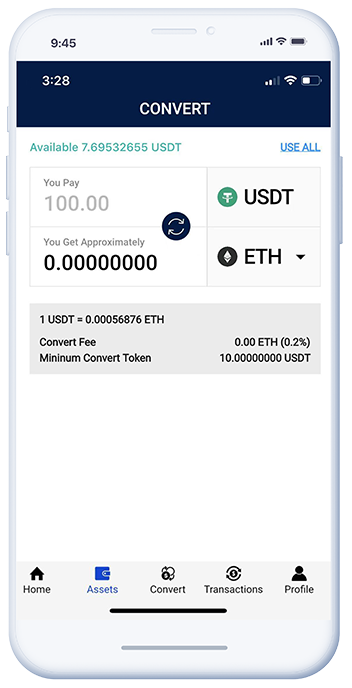 9:45
3:28
CONVERT
Available 7.69532655 USDT USE ALL
You Pay
100.00 USDT
You Get Approximately
0.00000000 ETH
1 USDT = 0.00056876 ETH
Convert Fee 0.00 ETH (0.2%)
Mininum Convert Token 10.00000000 USDT
Home Assets Convert Transactions Profile